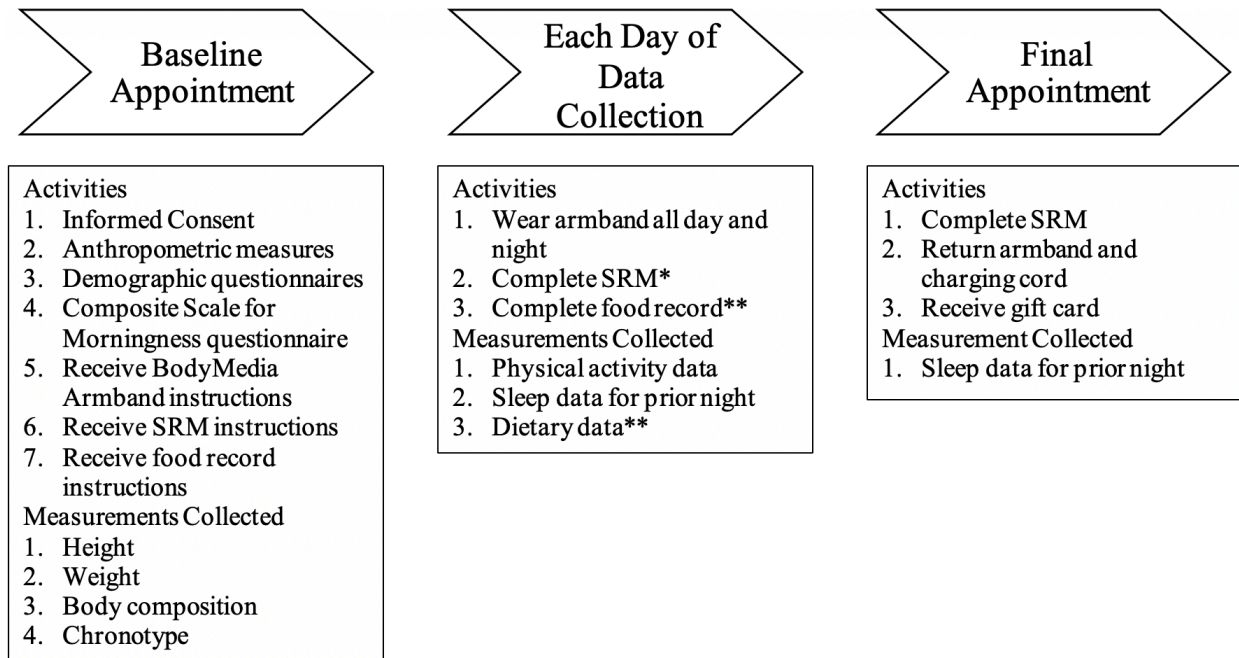 Baseline
Appointment
Activities
1. Informed Consent
2. Anthropometric measures
3. Demographic questionnaires
4. Composite Scale for
Morningness questionnaire
5. Receive BodyMedia
Armband instructions
6. Receive SRM instructions
7. Receive food record
instructions
Measurements Collected
1. Height
2. Weight
3. Body composition
4. Chronotype
Each Day of
Data
Collection
Activities
1. Wear armband all day and
night
2. Complete SRM*
3. Complete food record**
Measurements Collected
1. Physical activity data
2. Sleep data for prior night
3. Dietary data**
Final
Appointment
Activities
1. Complete SRM
2. Return armband and
charging cord
3. Receive gift card
Measurement Collected
1. Sleep data for prior night